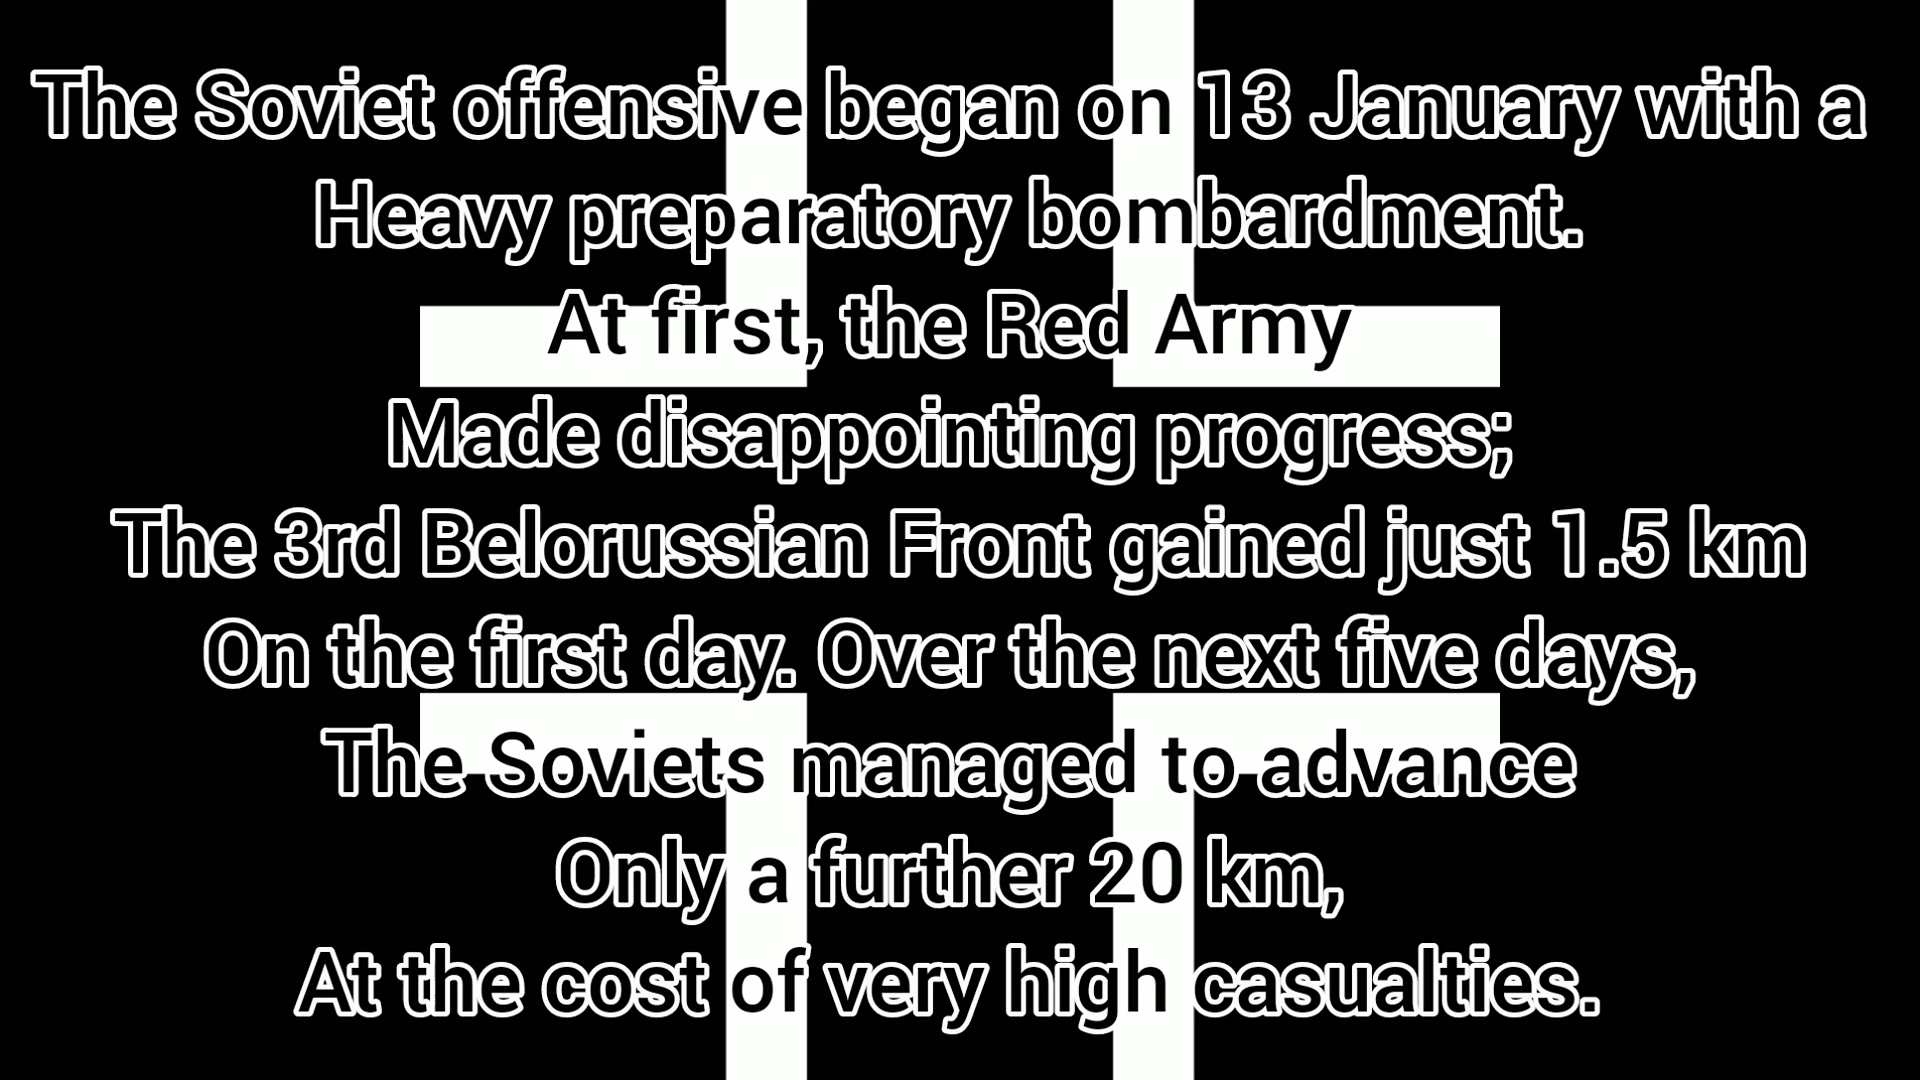 The Soviet offensive began on 13 January with a
Heavy preparatory bombardment.
At first, the Red Army
Made disappointing progress;
The 3rd Belorussian Front gained just 1.5 km
On the first day. Over the next five days,
The Soviets managed to advance
Only a further 20 km,
At the cost of very high casualties.